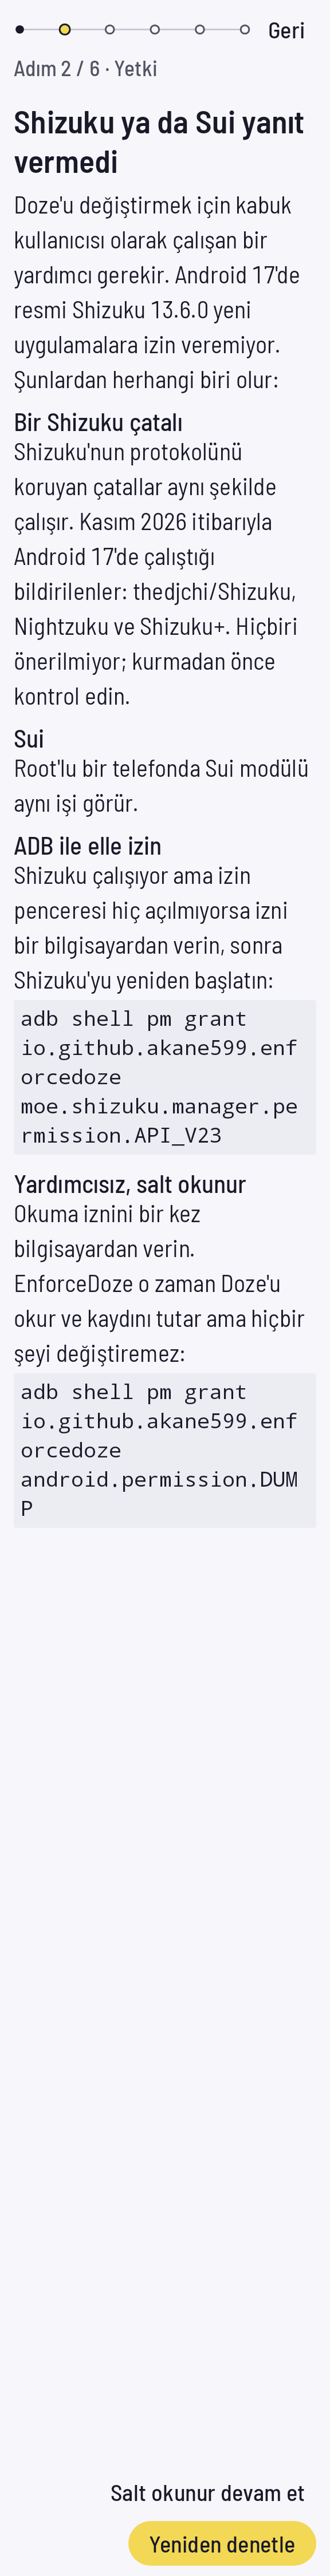 Geri
Adım 2 / 6 · Yetki
Shizuku ya da Sui yanıt
vermedi
Doze'u değiştirmek için kabuk
kullanıcısı olarak çalışan bir
yardımcı gerekir. Android 17'de
resmi Shizuku 13.6.0 yeni
uygulamalara izin veremiyor.
Şunlardan herhangi biri olur:
Bir Shizuku çatalı
Shizuku'nun protokolünü
koruyan çatallar aynı şekilde
çalışır. Kasım 2026 itibarıyla
Android 17'de çalıştığı
bildirilenler: thedjchi/Shizuku,
Nightzuku ve Shizuku+. Hiçbiri
önerilmiyor; kurmadan önce
kontrol edin.
Sui
Root'lu bir telefonda Sui modülü
aynı işi görür.
ADB ile elle izin
Shizuku çalışıyor ama izin
penceresi hiç açılmıyorsa izni
bir bilgisayardan verin, sonra
Shizuku'yu yeniden başlatın:
adb shell pm grant
io.github.akane599.enf
orcedoze
moe.shizuku.manager.pe
rmission.API_V23
Yardımcısız, salt okunur
Okuma iznini bir kez
bilgisayardan verin.
EnforceDoze o zaman Doze'u
okur ve kaydını tutar ama hiçbir
şeyi değiştiremez:
adb shell pm grant
io.github.akane599.enf
orcedoze
android.permission.DUM
P
Salt okunur devam et
Yeniden denetle